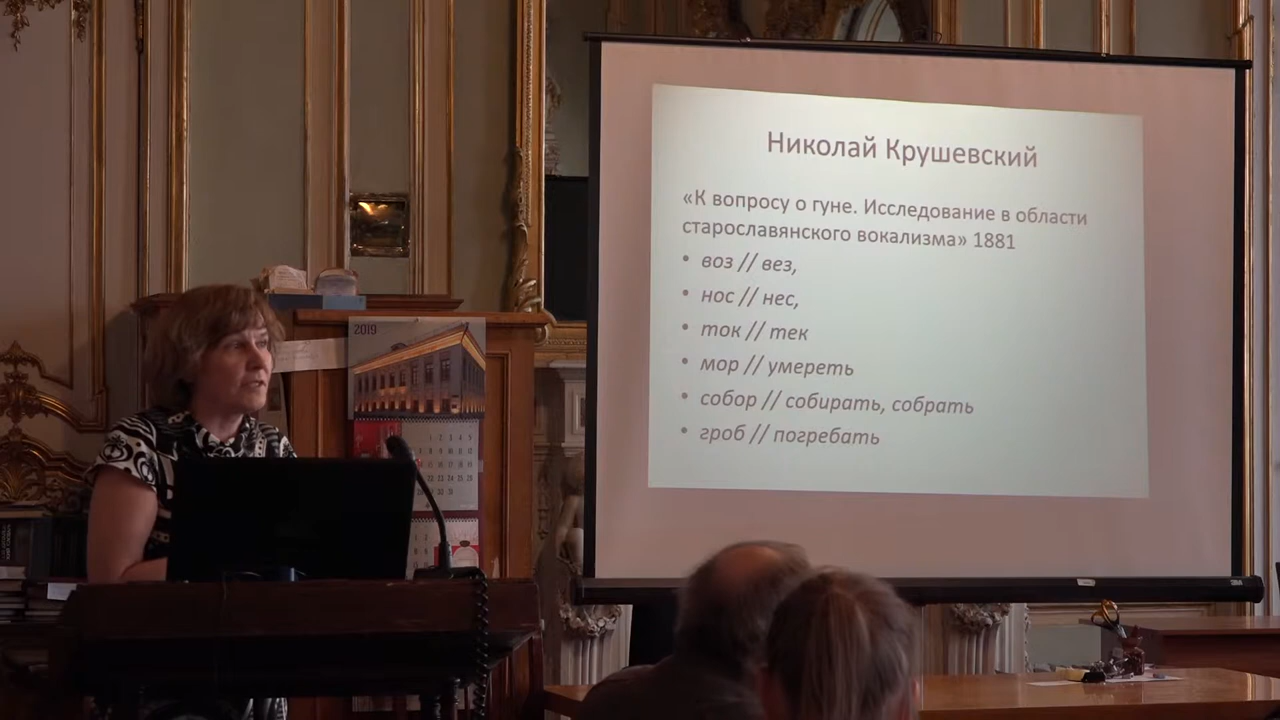 Николай Крушевский
«К вопросу о гуне. Исследование в области
старославянского вокализма» 1881
• воз // вез,
• нос // нес,
• ток // тек
• мор // умереть
• собор // собирать, собрать
• гроб // погребать
2019